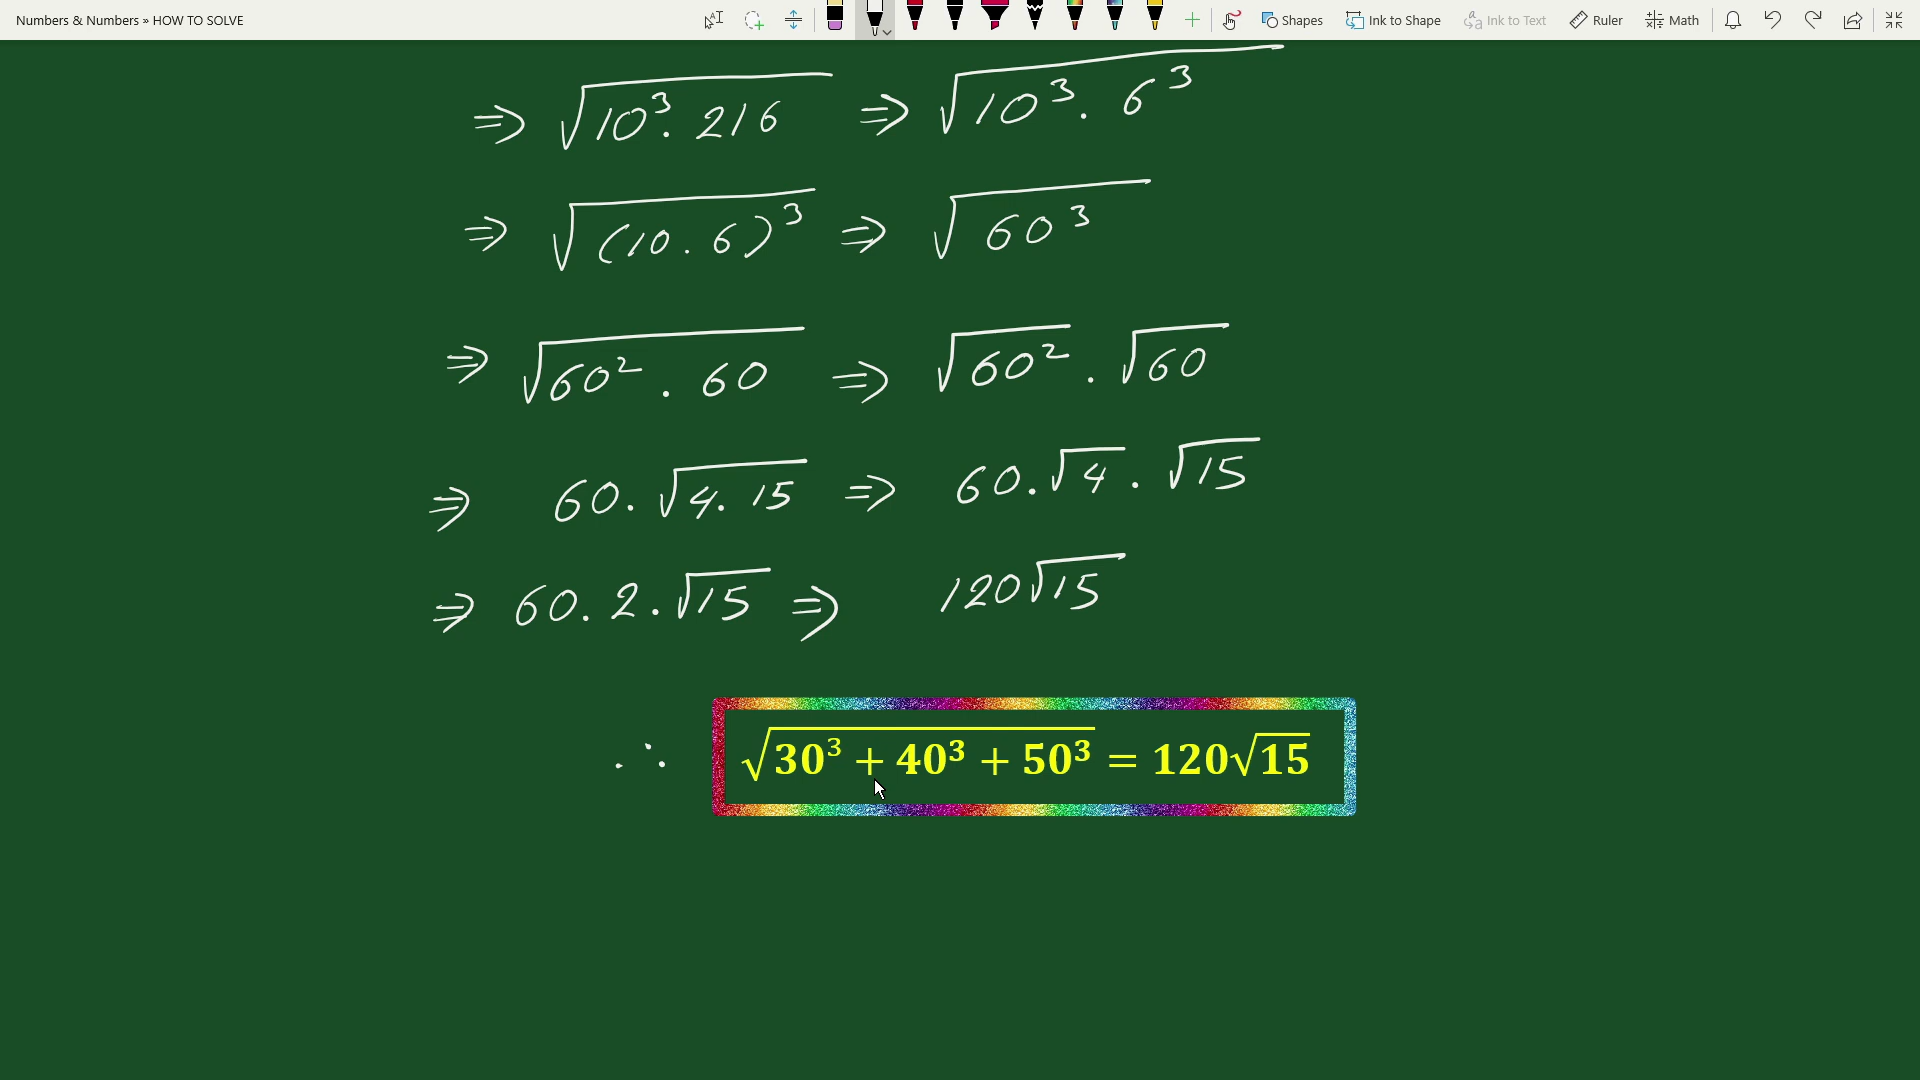 Numbers & Numbers » HOW TO SOLVE Shapes Ink to Shape Ink to Text Ruler Math
⇒ √(10³ . 216) ⇒ √(10³ . 6³)
⇒ √((10 . 6)³) ⇒ √(60³)
⇒ √(60² . 60) ⇒ √(60²) . √60
⇒ 60. √(4. 15) ⇒ 60. √4 . √15
⇒ 60. 2. √15 ⇒ 120√15
∴ √(30³ + 40³ + 50³) = 120√15